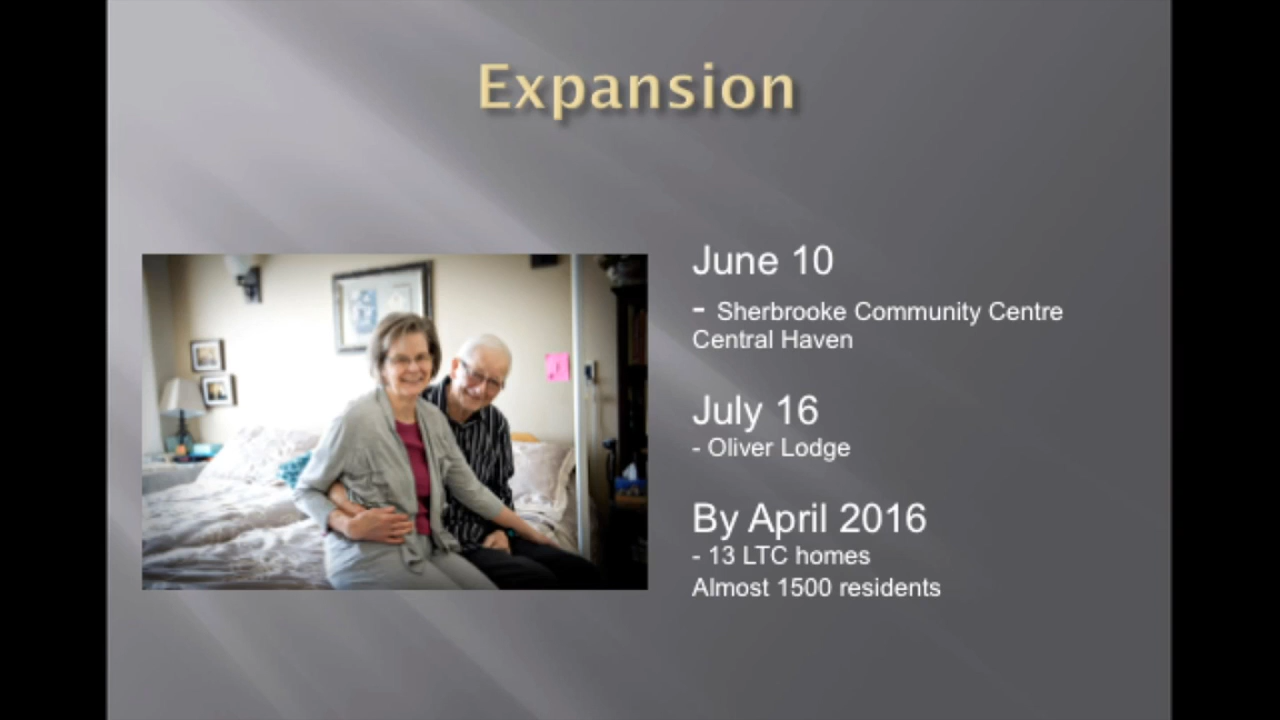 Expansion
June 10
- Sherbrooke Community Centre
Central Haven
July 16
- Oliver Lodge
By April 2016
- 13 LTC homes
Almost 1500 residents